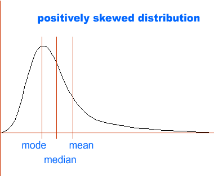 positively skewed distribution
mode mean
median